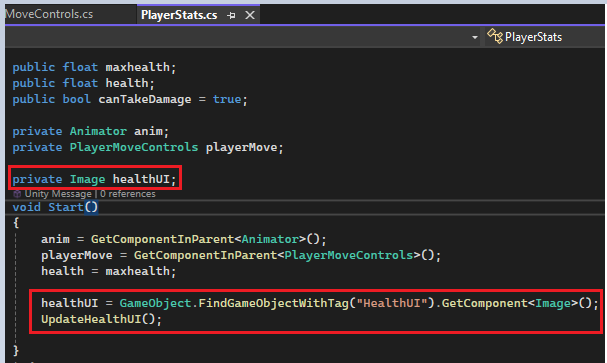 MoveControls.cs PlayerStats.cs
PlayerStats
public float maxhealth;
public float health;
public bool canTakeDamage = true;
private Animator anim;
private PlayerMoveControls playerMove;
private Image healthUI;
Unity Message | 0 references
void Start()
{
anim = GetComponentInParent<Animator>();
playerMove = GetComponentInParent<PlayerMoveControls>();
health = maxhealth;
healthUI = GameObject.FindGameObjectWithTag("HealthUI").GetComponent<Image>();
UpdateHealthUI();
}